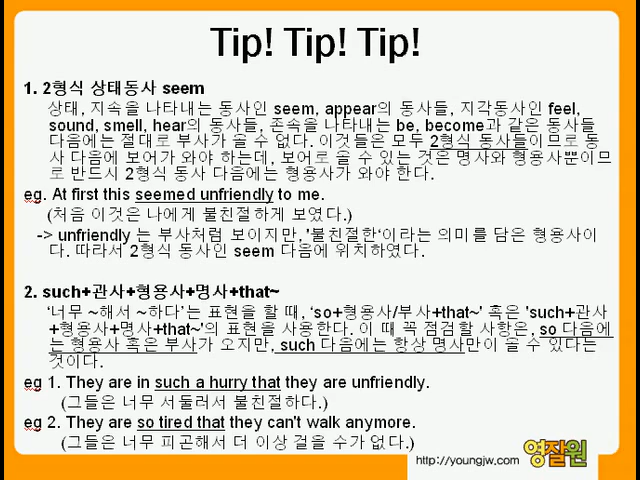 Tip! Tip! Tip!
1. 2형식 상태동사 seem
상태, 지속을 나타내는 동사인 seem, appear의 동사들, 지각동사인 feel,
sound, smell, hear의 동사들, 존속을 나타내는 be, become과 같은 동사들
다음에는 절대로 부사가 올 수 없다. 이것들은 모두 2형식 동사들이므로 동
사 다음에 보어가 와야 하는데, 보어로 올 수 있는 것은 명사와 형용사뿐이므
로 반드시 2형식 동사 다음에는 형용사가 와야 한다.
eg. At first this seemed unfriendly to me.
(처음 이것은 나에게 불친절하게 보였다.)
-> unfriendly 는 부사처럼 보이지만, '불친절한'이라는 의미를 담은 형용사이
다. 따라서 2형식 동사인 seem 다음에 위치하였다.
2. such+관사+형용사+명사+that~
'너무 ~해서 ~하다'는 표현을 할 때, 'so+형용사/부사+that~' 혹은 'such+관사
+형용사+명사+that~'의 표현을 사용한다. 이 때 꼭 점검할 사항은, so 다음에
는 형용사 혹은 부사가 오지만, such 다음에는 항상 명사만이 올 수 있다는
것이다.
eg 1. They are in such a hurry that they are unfriendly.
(그들은 너무 서둘러서 불친절하다.)
eg 2. They are so tired that they can't walk anymore.
(그들은 너무 피곤해서 더 이상 걸을 수가 없다.)
http://youngjw.com 영잘원